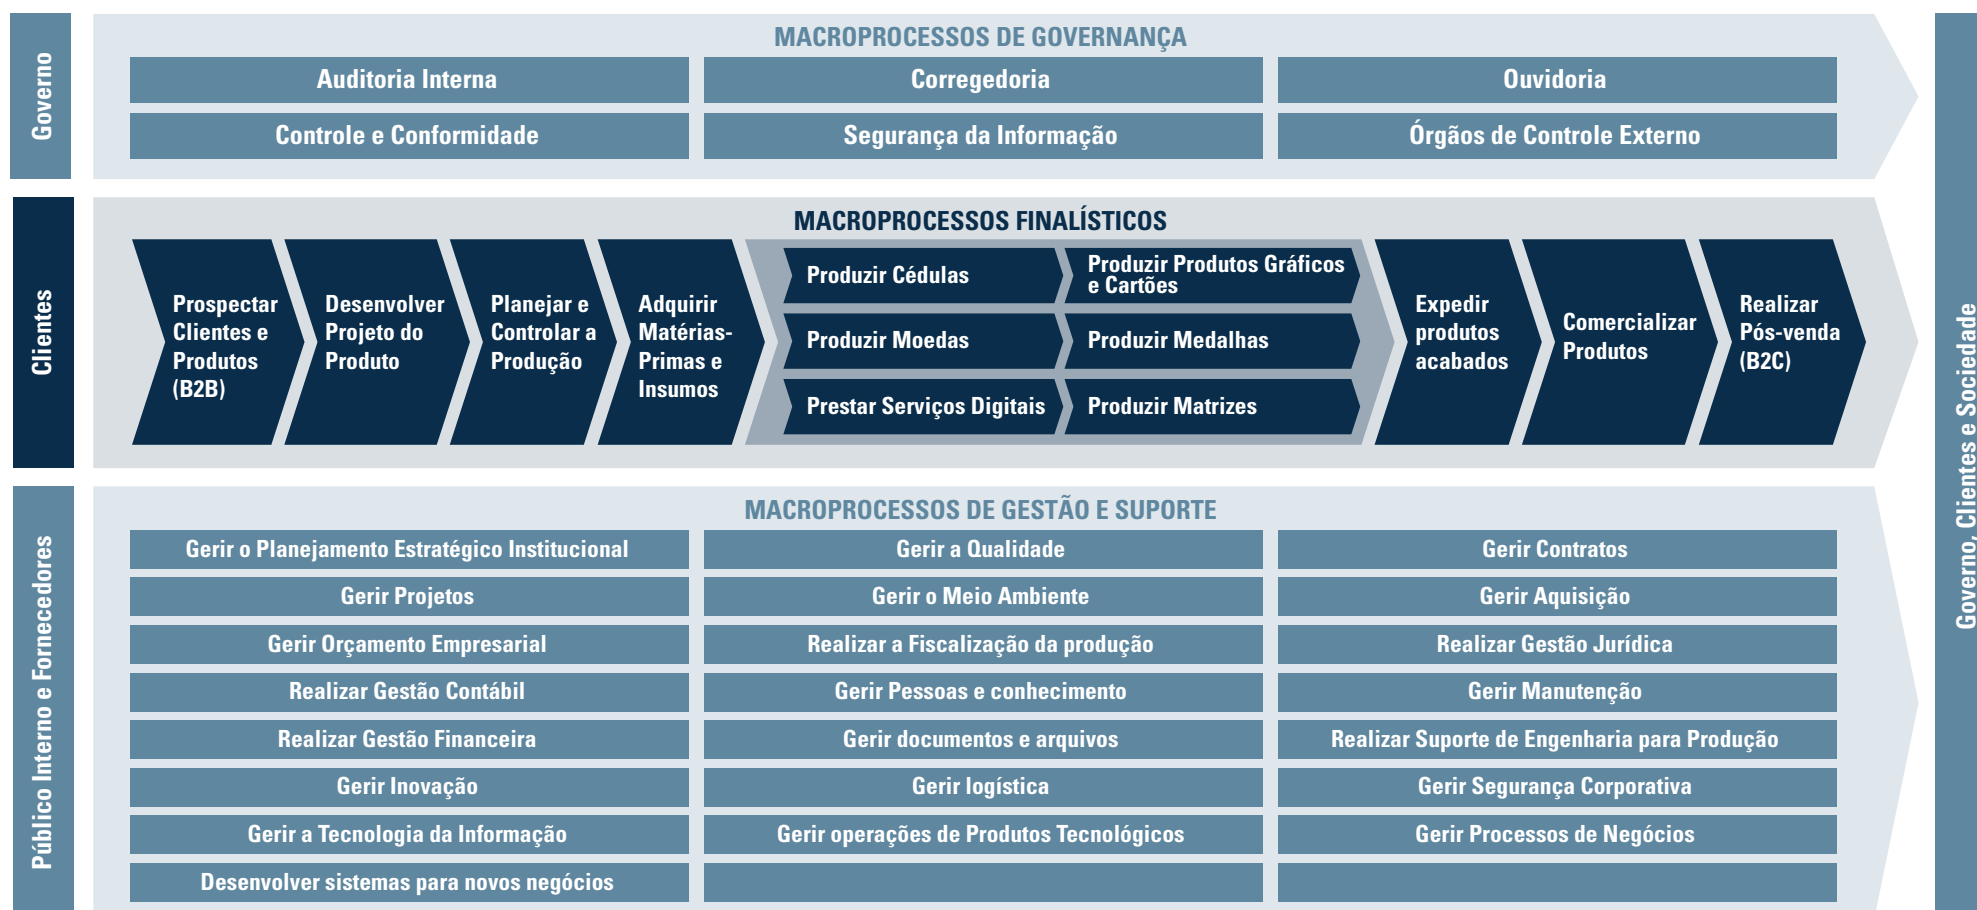 Governo
MACROPROCESSOS DE GOVERNANÇA
Auditoria Interna
Corregedoria
Ouvidoria
Controle e Conformidade
Segurança da Informação
Órgãos de Controle Externo
Clientes
MACROPROCESSOS FINALÍSTICOS
Prospectar
Clientes e
Produtos
(B2B)
Desenvolver
Projeto do
Produto
Planejar e
Controlar a
Produção
Adquirir
Matérias-
Primas e
Insumos
Produzir Cédulas
Produzir Produtos Gráficos
e Cartões
Produzir Moedas
Produzir Medalhas
Prestar Serviços Digitais
Produzir Matrizes
Expedir
produtos
acabados
Comercializar
Produtos
Realizar
Pós-venda
(B2C)
Público Interno e Fornecedores
MACROPROCESSOS DE GESTÃO E SUPORTE
Gerir o Planejamento Estratégico Institucional
Gerir a Qualidade
Gerir Contratos
Gerir Projetos
Gerir o Meio Ambiente
Gerir Aquisição
Gerir Orçamento Empresarial
Realizar a Fiscalização da produção
Realizar Gestão Jurídica
Realizar Gestão Contábil
Gerir Pessoas e conhecimento
Gerir Manutenção
Realizar Gestão Financeira
Gerir documentos e arquivos
Realizar Suporte de Engenharia para Produção
Gerir Inovação
Gerir logística
Gerir Segurança Corporativa
Gerir a Tecnologia da Informação
Gerir operações de Produtos Tecnológicos
Gerir Processos de Negócios
Desenvolver sistemas para novos negócios
Governo, Clientes e Sociedade